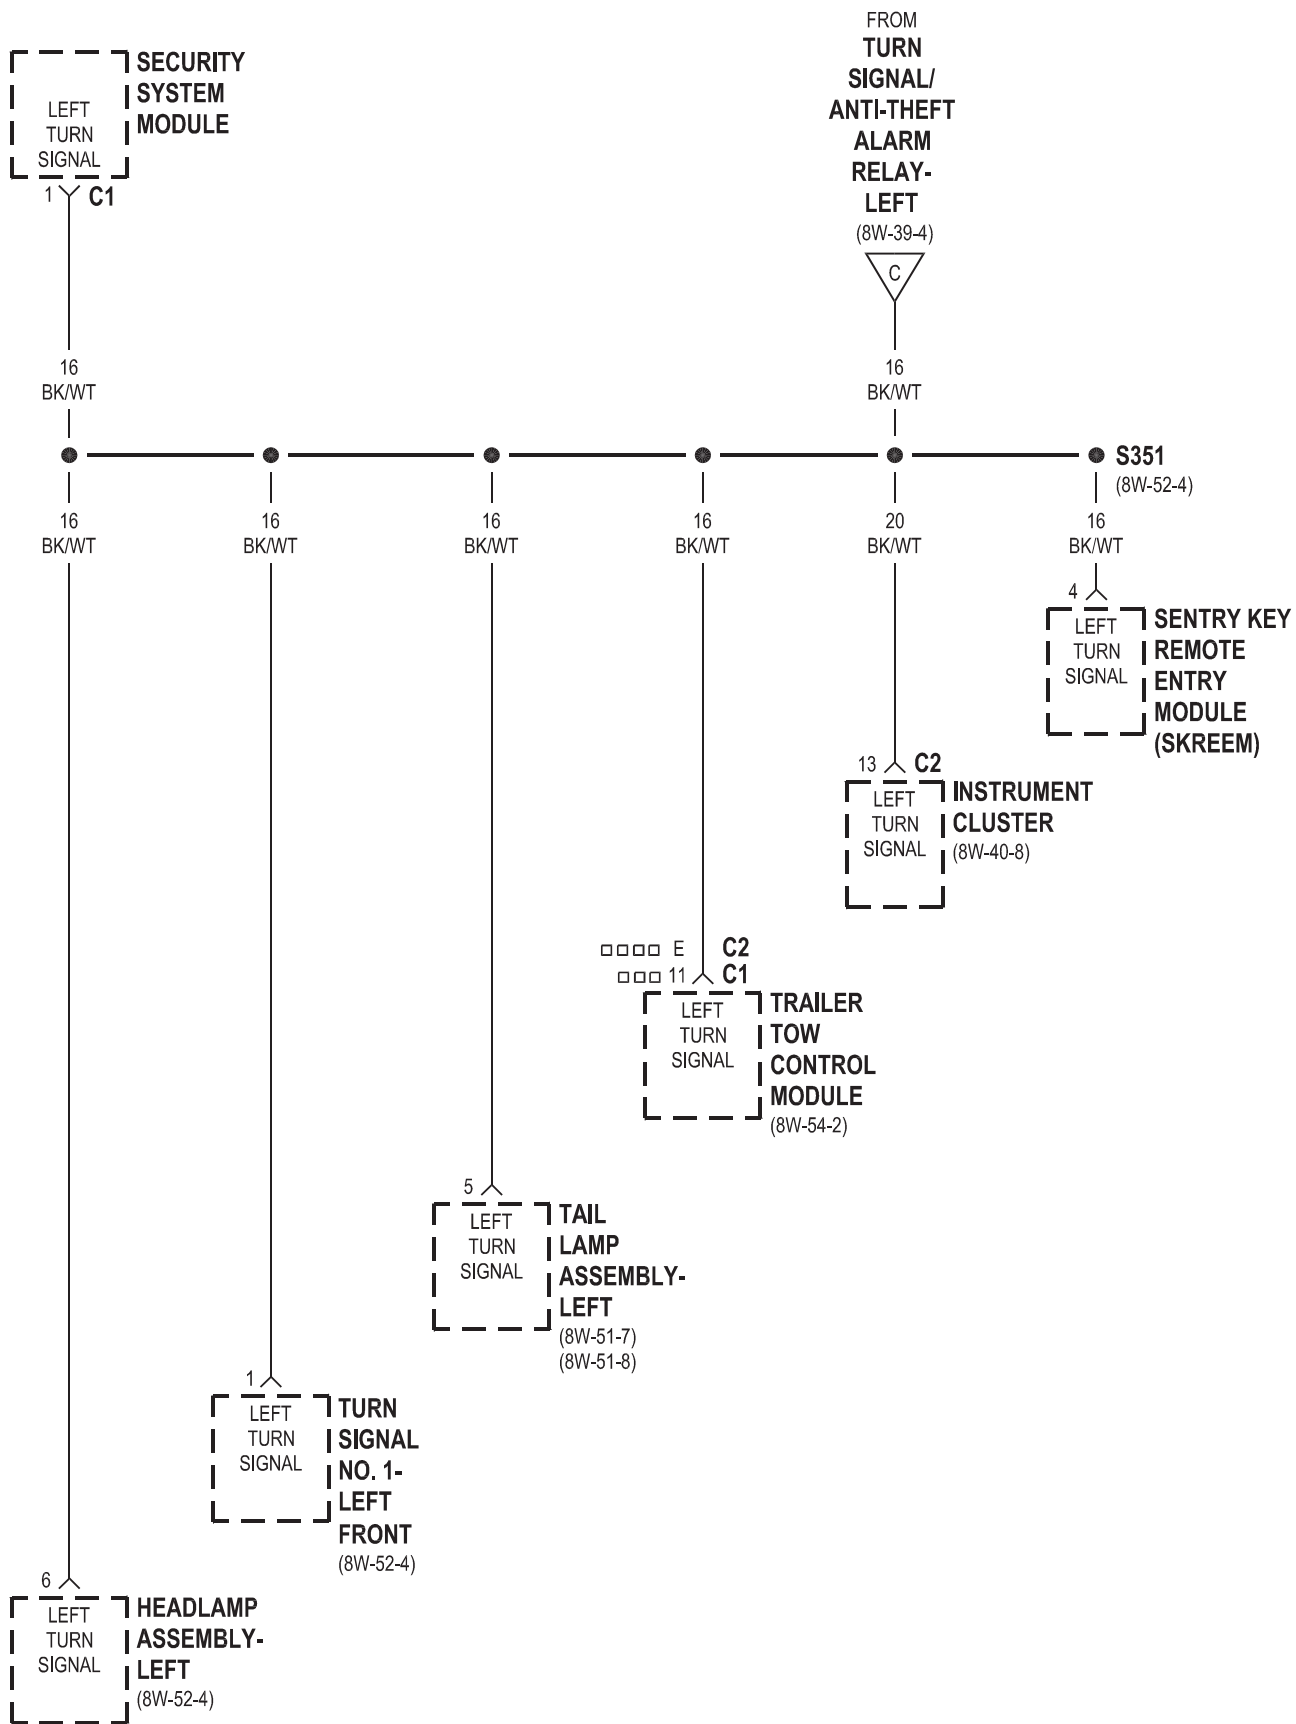 FROM
TURN
SIGNAL/
ANTI-THEFT
ALARM
RELAY-
LEFT
(8W-39-4)
C
SECURITY
SYSTEM
MODULE
LEFT
TURN
SIGNAL
1 C1
16
BK/WT
16
BK/WT
S351
(8W-52-4)
16
BK/WT
16
BK/WT
16
BK/WT
16
BK/WT
20
BK/WT
16
BK/WT
4
LEFT
TURN
SIGNAL
SENTRY KEY
REMOTE
ENTRY
MODULE
(SKREEM)
13 C2
LEFT
TURN
SIGNAL
INSTRUMENT
CLUSTER
(8W-40-8)
□□□□ E C2
□□□ 11 C1
LEFT
TURN
SIGNAL
TRAILER
TOW
CONTROL
MODULE
(8W-54-2)
5
LEFT
TURN
SIGNAL
TAIL
LAMP
ASSEMBLY-
LEFT
(8W-51-7)
(8W-51-8)
1
LEFT
TURN
SIGNAL
TURN
SIGNAL
NO. 1-
LEFT
FRONT
(8W-52-4)
6
LEFT
TURN
SIGNAL
HEADLAMP
ASSEMBLY-
LEFT
(8W-52-4)